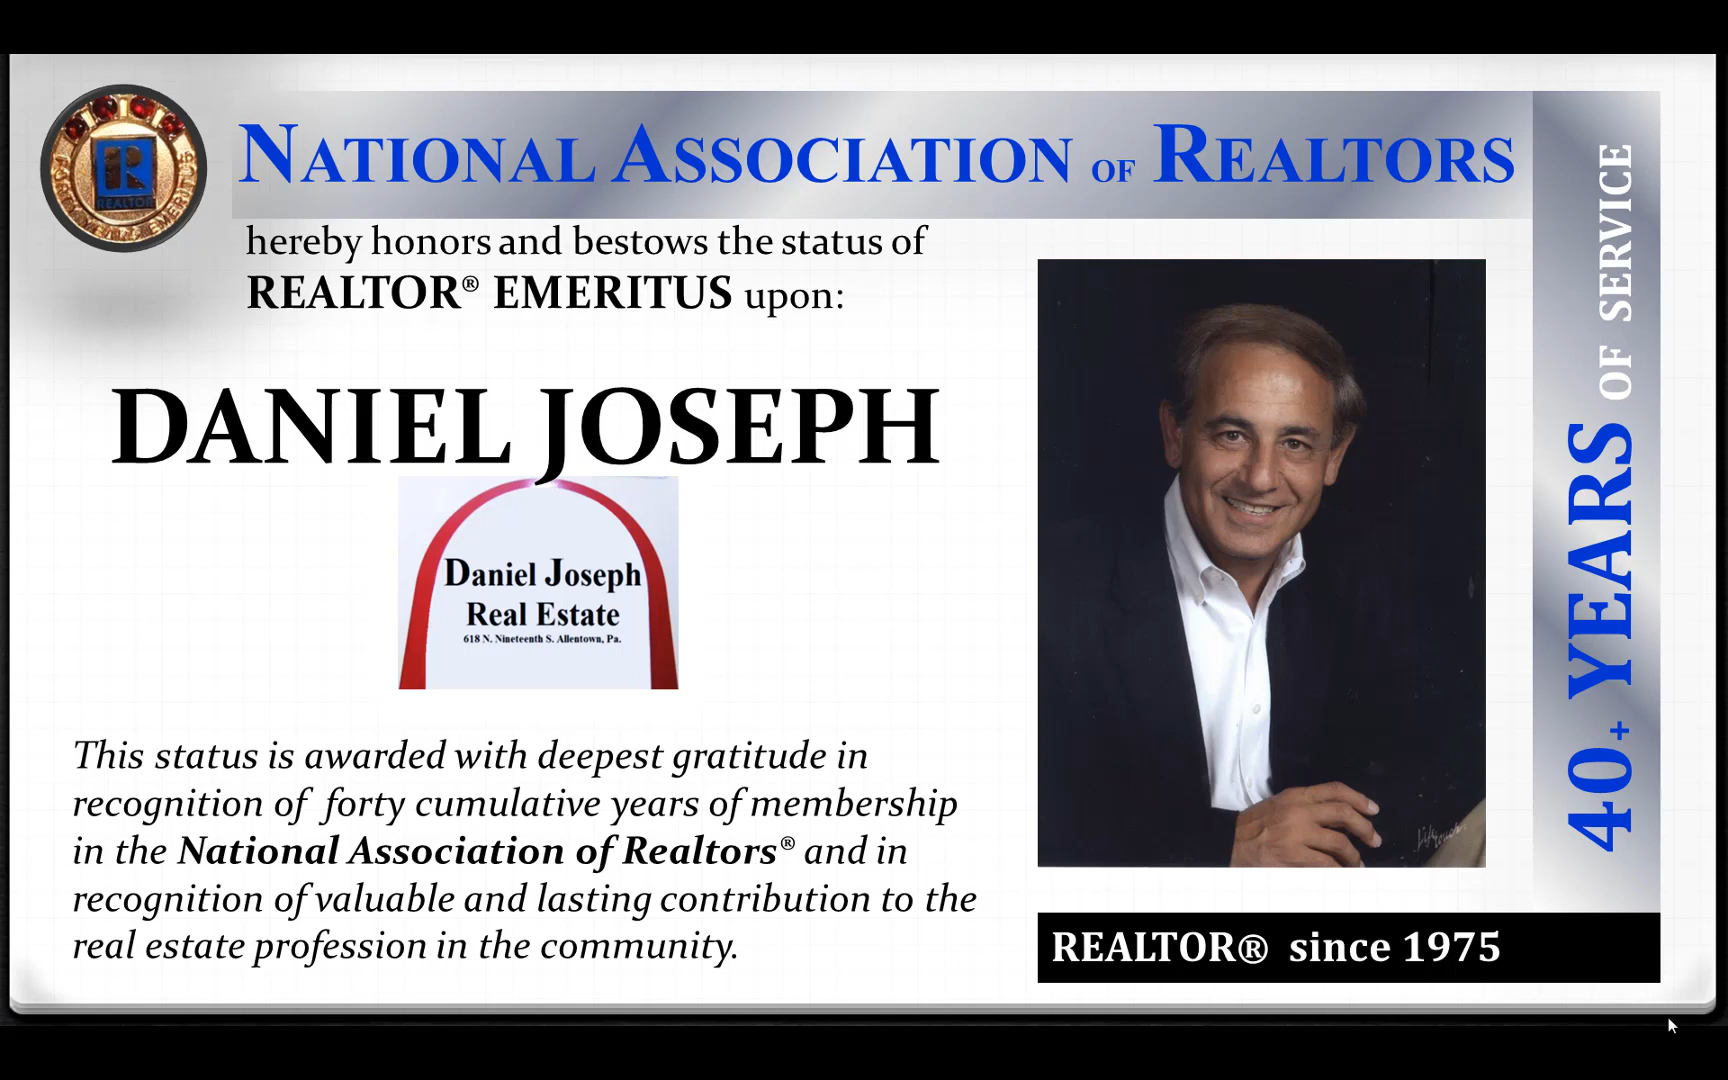 NATIONAL ASSOCIATION OF REALTORS
hereby honors and bestows the status of
REALTOR® EMERITUS upon:
DANIEL JOSEPH
Daniel Joseph
Real Estate
618 N. Nineteenth S. Allentown, Pa.
This status is awarded with deepest gratitude in
recognition of forty cumulative years of membership
in the National Association of Realtors® and in
recognition of valuable and lasting contribution to the
real estate profession in the community.
40+ YEARS OF SERVICE
REALTOR® since 1975
R
REALTOR
FORTY YEAR EMERITUS